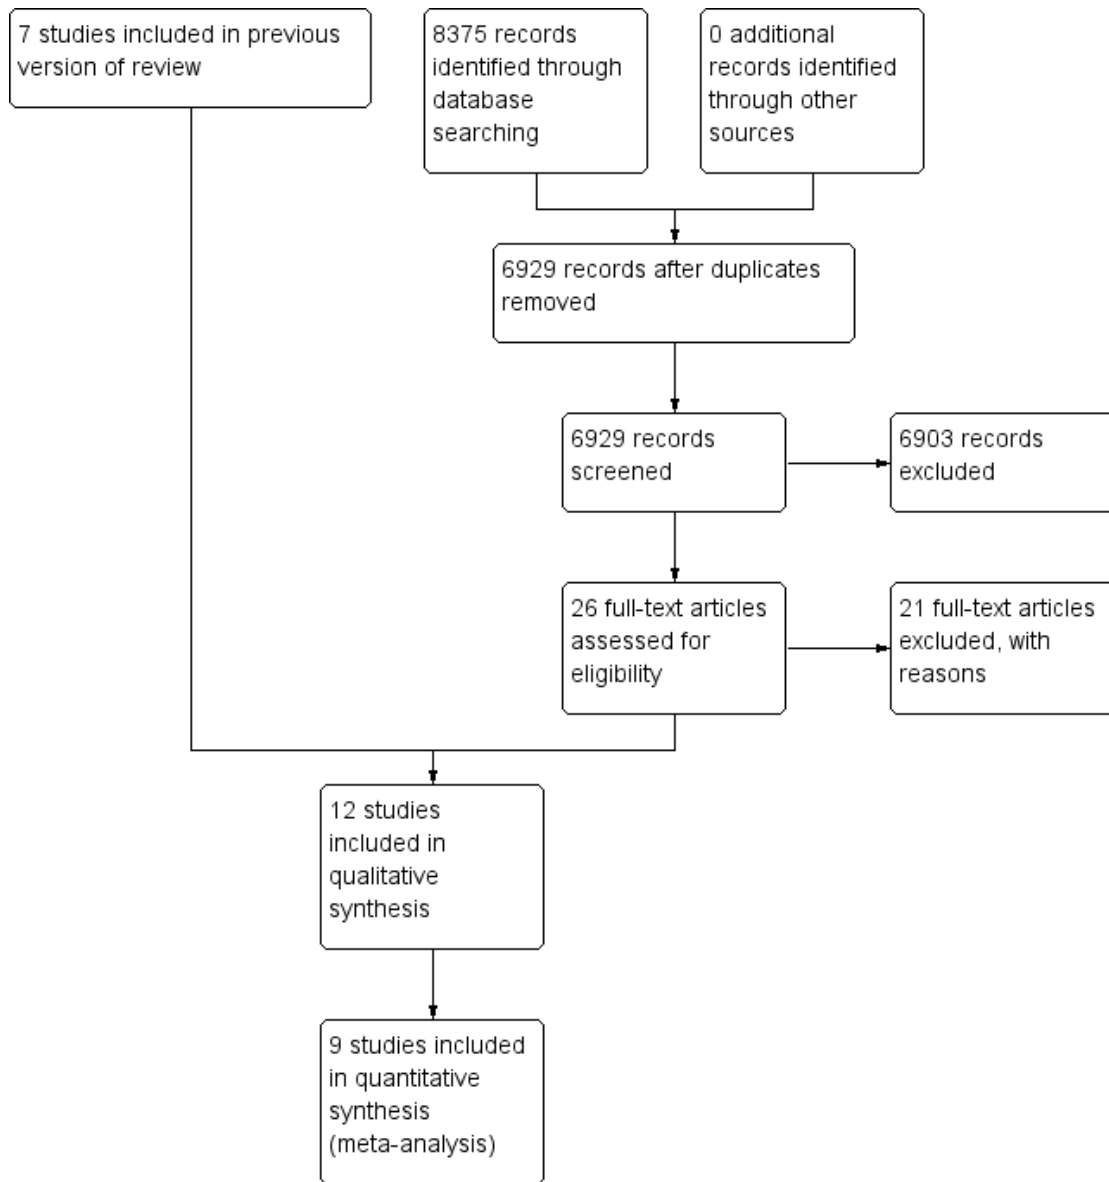 7 studies included in previous
version of review
8375 records
identified through
database
searching
0 additional
records identified
through other
sources
6929 records after duplicates
removed
6929 records
screened
6903 records
excluded
26 full-text articles
assessed for
eligibility
21 full-text articles
excluded, with
reasons
12 studies
included in
qualitative
synthesis
9 studies included
in quantitative
synthesis
(meta-analysis)